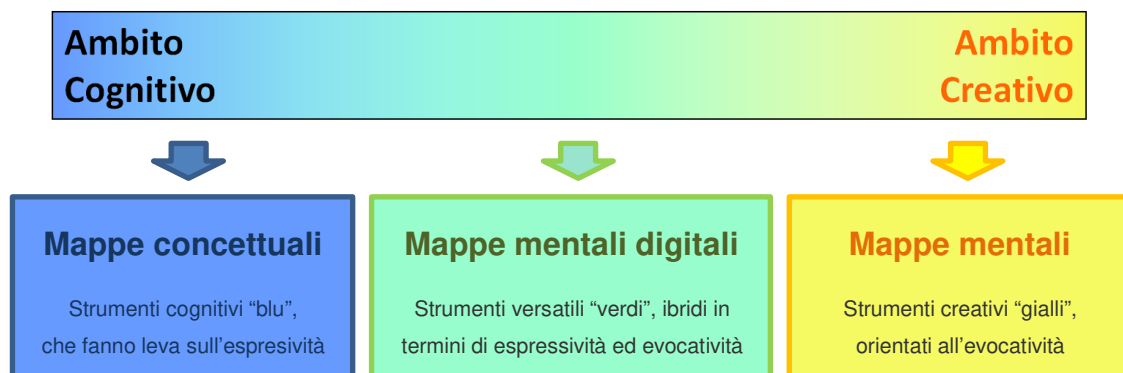 Ambito
Cognitivo
Ambito
Creativo
Mappe concettuali
Strumenti cognitivi “blu”,
che fanno leva sull’espresività
Mappe mentali digitali
Strumenti versatili “verdi”, ibridi in
termini di espressività ed evocatività
Mappe mentali
Strumenti creativi “gialli”,
orientati all’evocatività